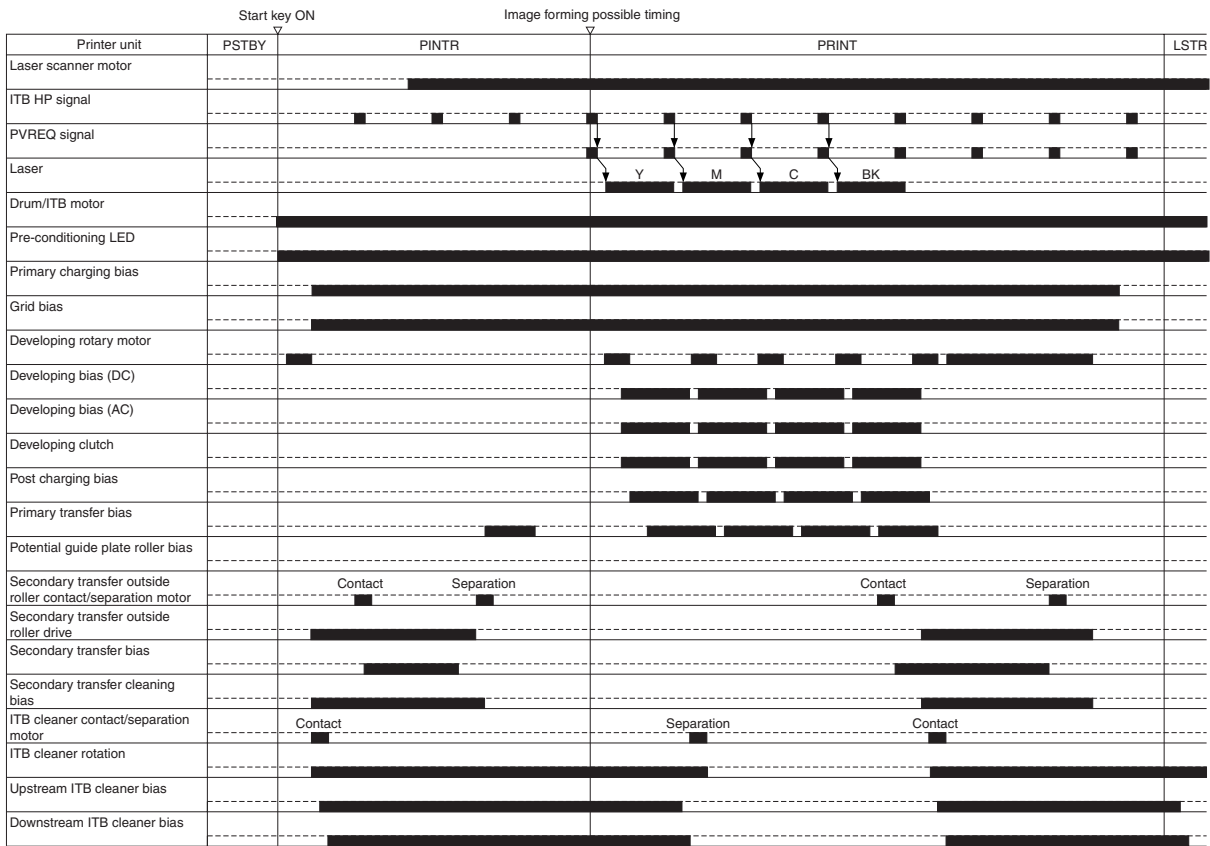 Start key ON
Image forming possible timing
Printer unit
PSTBY
PINTR
PRINT
LSTR
Laser scanner motor
ITB HP signal
PVREQ signal
Laser
Y
M
C
BK
Drum/ITB motor
Pre-conditioning LED
Primary charging bias
Grid bias
Developing rotary motor
Developing bias (DC)
Developing bias (AC)
Developing clutch
Post charging bias
Primary transfer bias
Potential guide plate roller bias
Secondary transfer outside
roller contact/separation motor
Contact
Separation
Contact
Separation
Secondary transfer outside
roller drive
Secondary transfer bias
Secondary transfer cleaning
bias
ITB cleaner contact/separation
motor
Contact
Separation
Contact
ITB cleaner rotation
Upstream ITB cleaner bias
Downstream ITB cleaner bias